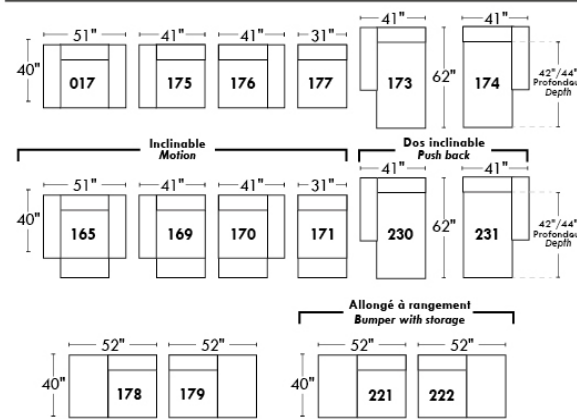 51" 41" 41" 31" 41" 41"
40" 017 175 176 177 173 62" 174 42"/44"
Profondeur
Depth
Inclinable
Motion
Dos inclinable
Push back
51" 41" 41" 31" 41" 41"
40" 165 169 170 171 230 62" 231 42"/44"
Profondeur
Depth
Allongé à rangement
Bumper with storage
52" 52" 52" 52"
40" 178 179 40" 221 222